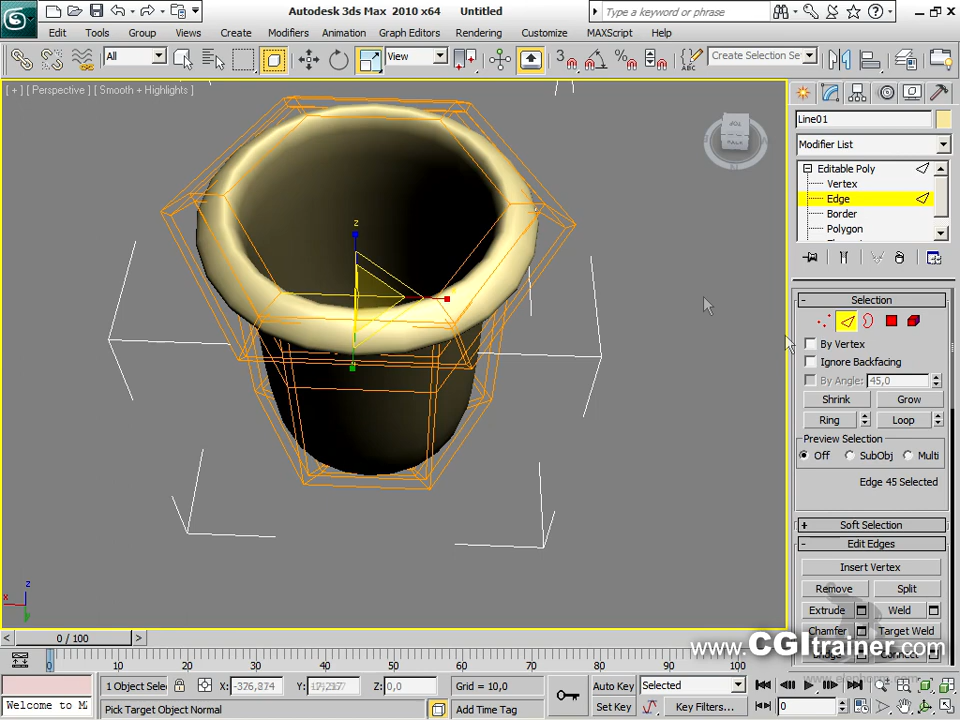 Autodesk 3ds Max 2010 x64 Untitled
Type a keyword or phrase
Edit Tools Group Views Create Modifiers Animation Graph Editors Rendering Customize MAXScript Help
All View 3 Create Selection Se
[ + ] [ Perspective ] [ Smooth + Highlights ]
Line01
Modifier List
Editable Poly
Vertex
Edge
Border
Polygon
Selection
By Vertex
Ignore Backfacing
By Angle: 45,0
Shrink Grow
Ring Loop
Preview Selection
Off SubObj Multi
Edge 45 Selected
Soft Selection
Edit Edges
Insert Vertex
Remove Split
Extrude Weld
Chamfer Target Weld
Bridge Connect
z
z
x
www.CGItrainer.com
< 0 / 100 >
0 10 20 30 40 50 60 70 80 90 100
1 Object Selec X: -326,874 Y: Z: 0,0 Grid = 10,0 Auto Key Selected
Welcome to M Pick Target Object Normal Add Time Tag Set Key Key Filters... 0